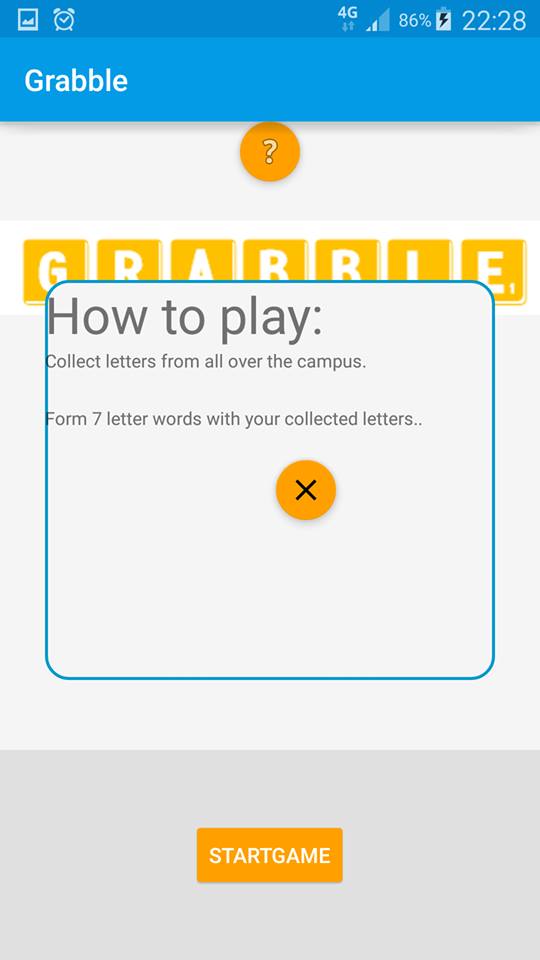 4G 86% 22:28
Grabble
?
GRABBLE1
How to play:
Collect letters from all over the campus.
Form 7 letter words with your collected letters..
STARTGAME